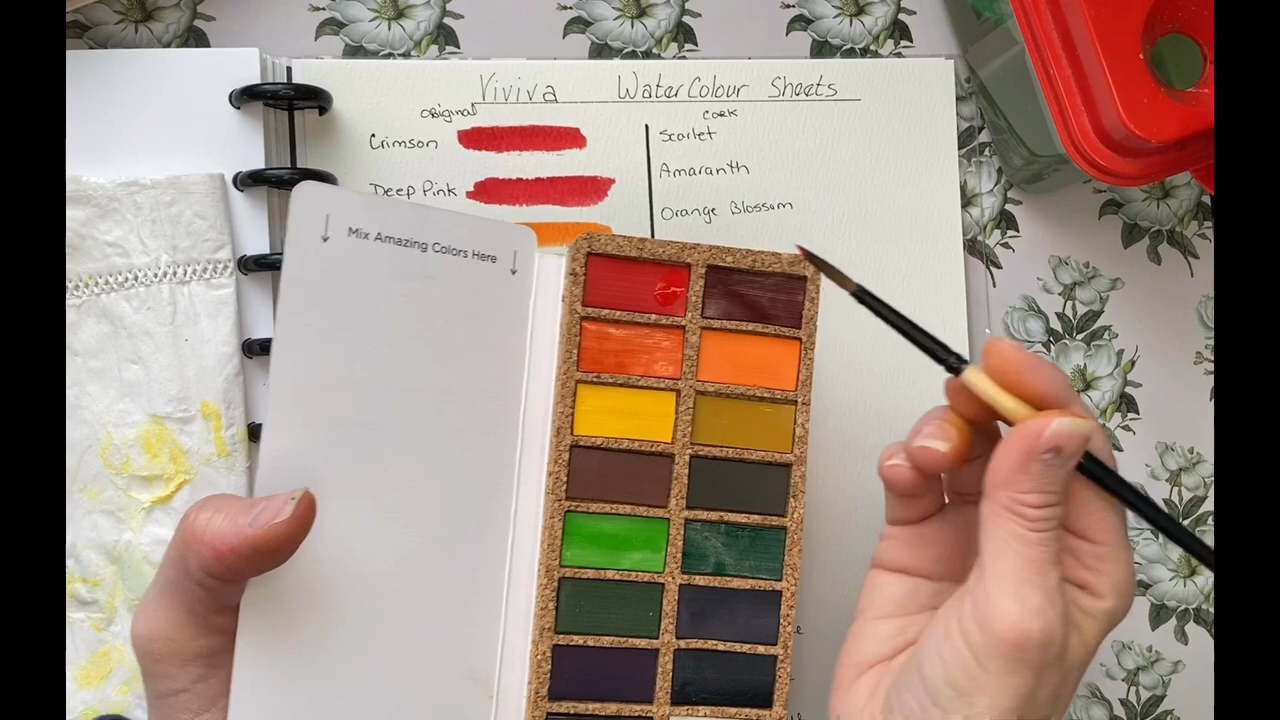 Viviva WaterColour Sheets
Original
Cork
Crimson
Scarlet
Deep Pink
Amaranth
Orange Blossom
Mix Amazing Colors Here